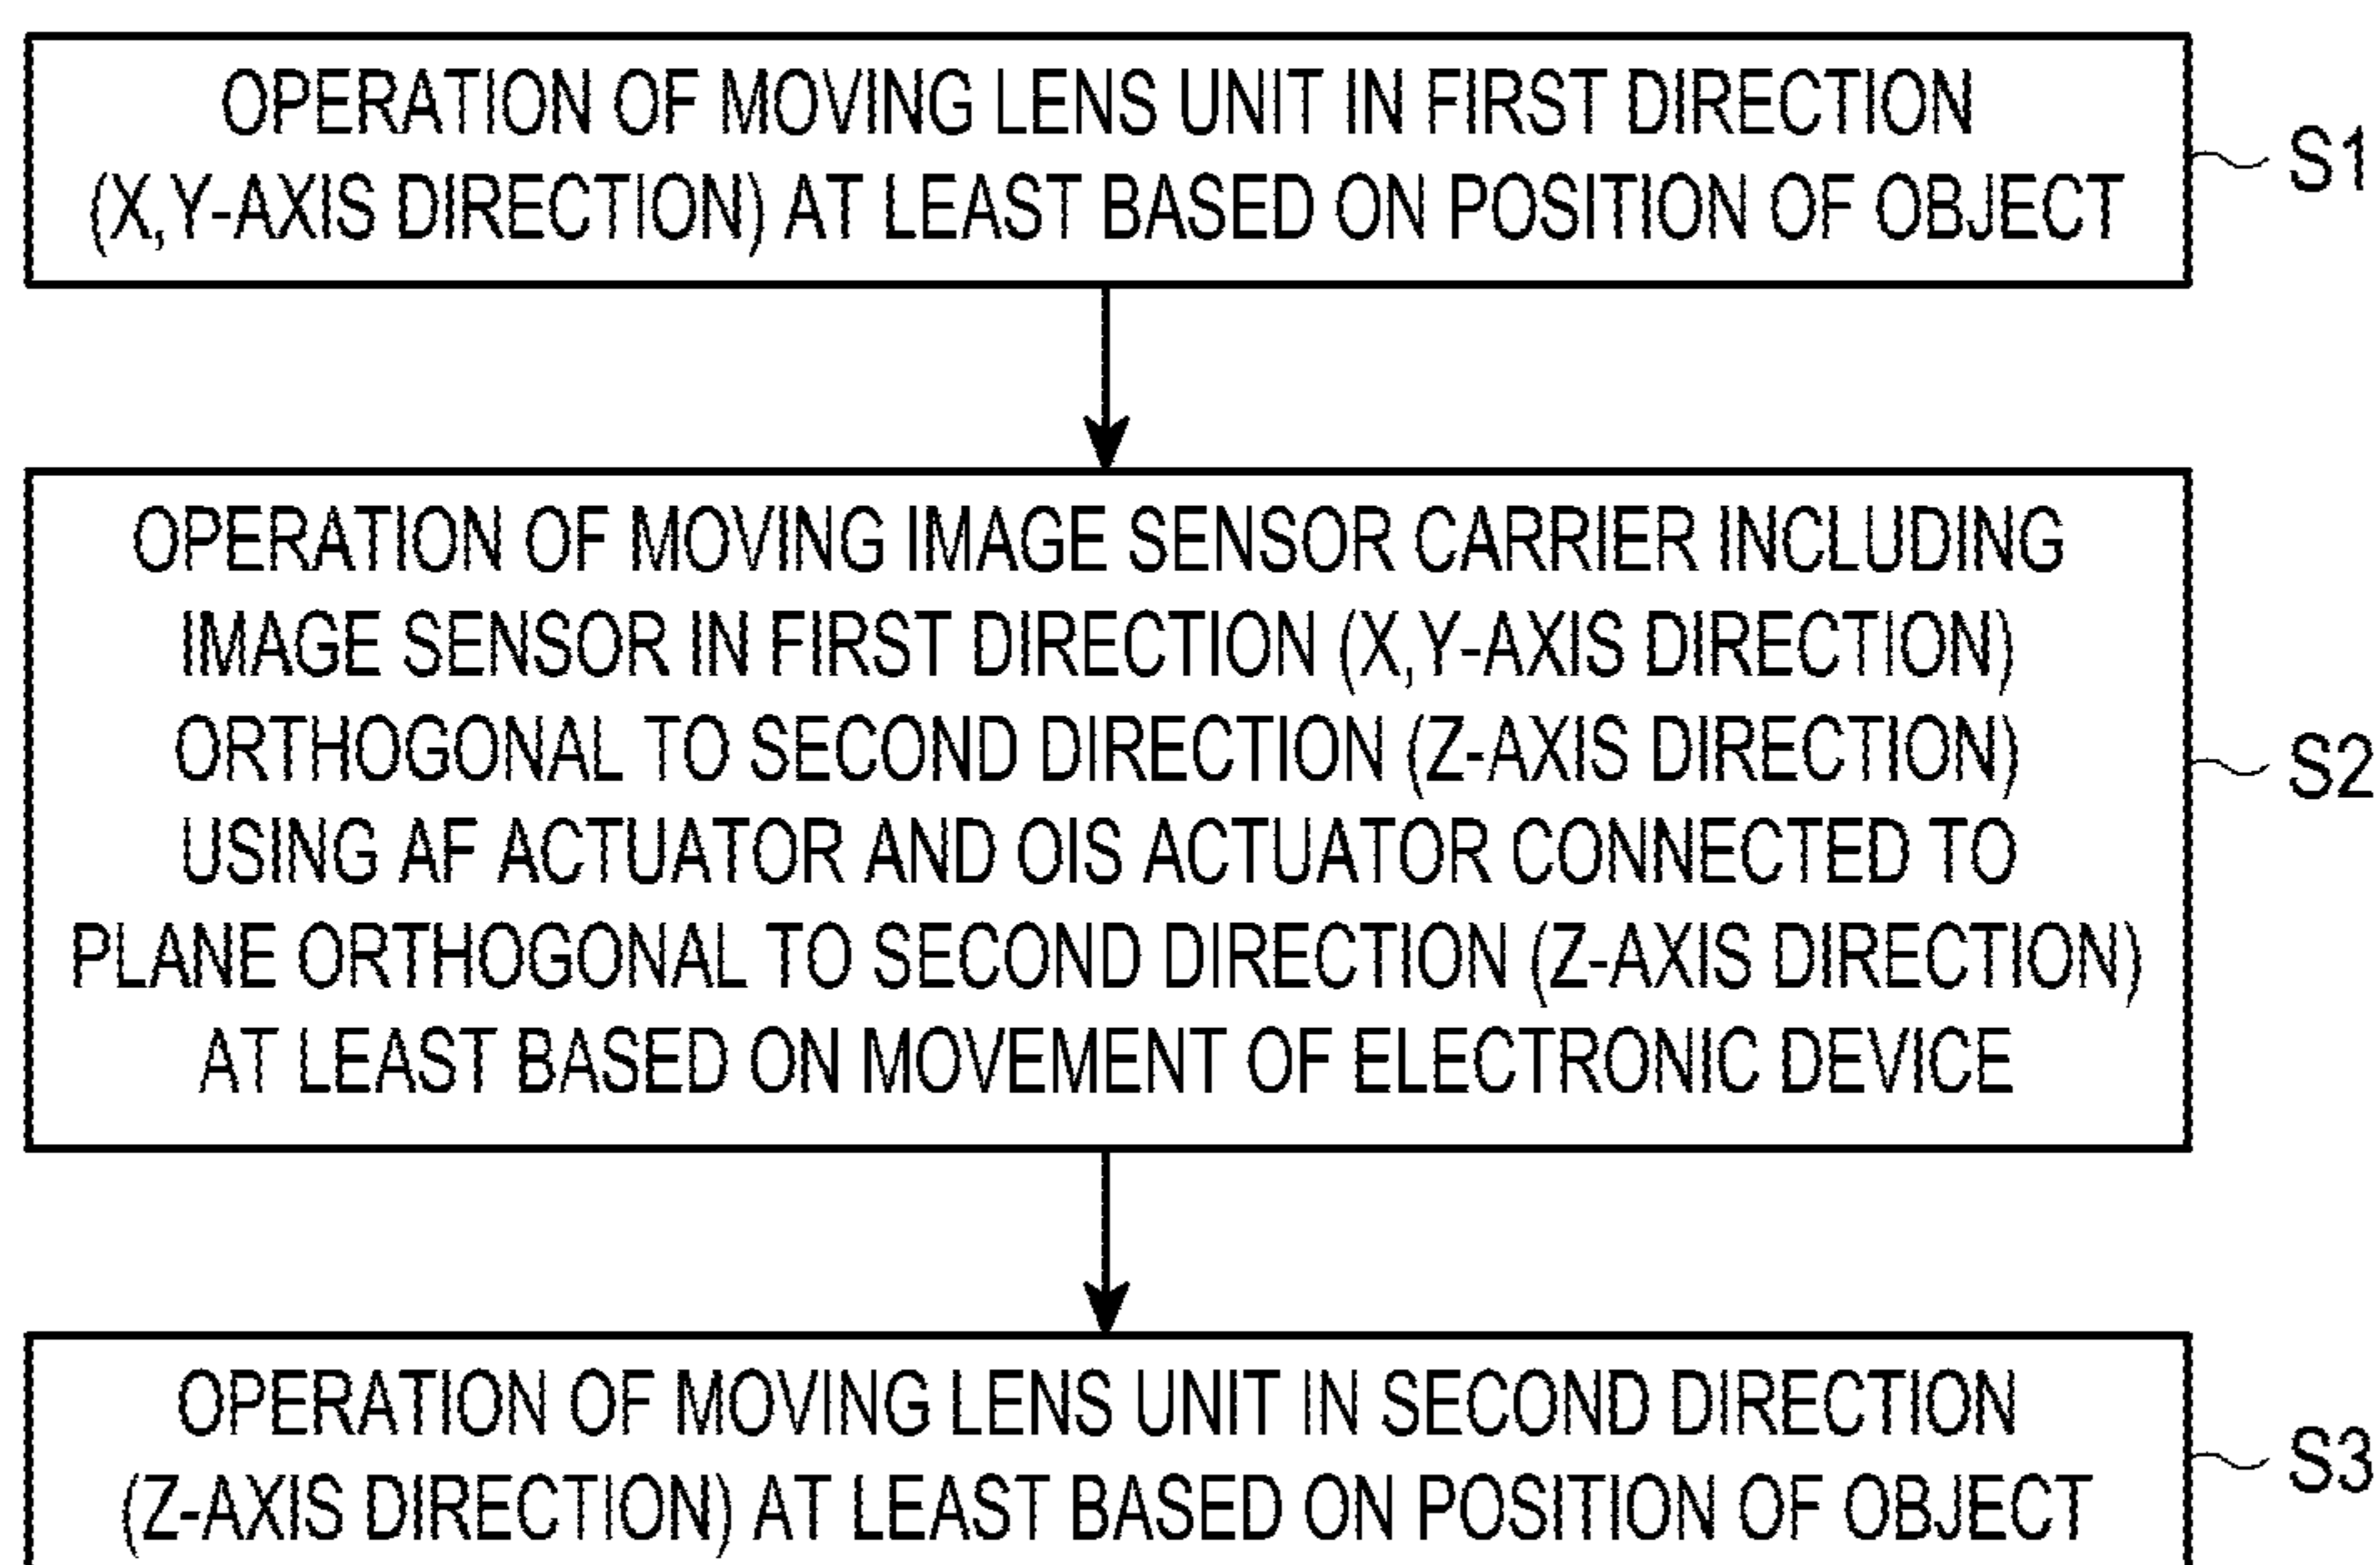 OPERATION OF MOVING LENS UNIT IN FIRST DIRECTION
(X,Y-AXIS DIRECTION) AT LEAST BASED ON POSITION OF OBJECT
S1
OPERATION OF MOVING IMAGE SENSOR CARRIER INCLUDING
IMAGE SENSOR IN FIRST DIRECTION (X,Y-AXIS DIRECTION)
ORTHOGONAL TO SECOND DIRECTION (Z-AXIS DIRECTION)
USING AF ACTUATOR AND OIS ACTUATOR CONNECTED TO
PLANE ORTHOGONAL TO SECOND DIRECTION (Z-AXIS DIRECTION)
AT LEAST BASED ON MOVEMENT OF ELECTRONIC DEVICE
S2
OPERATION OF MOVING LENS UNIT IN SECOND DIRECTION
(Z-AXIS DIRECTION) AT LEAST BASED ON POSITION OF OBJECT
S3